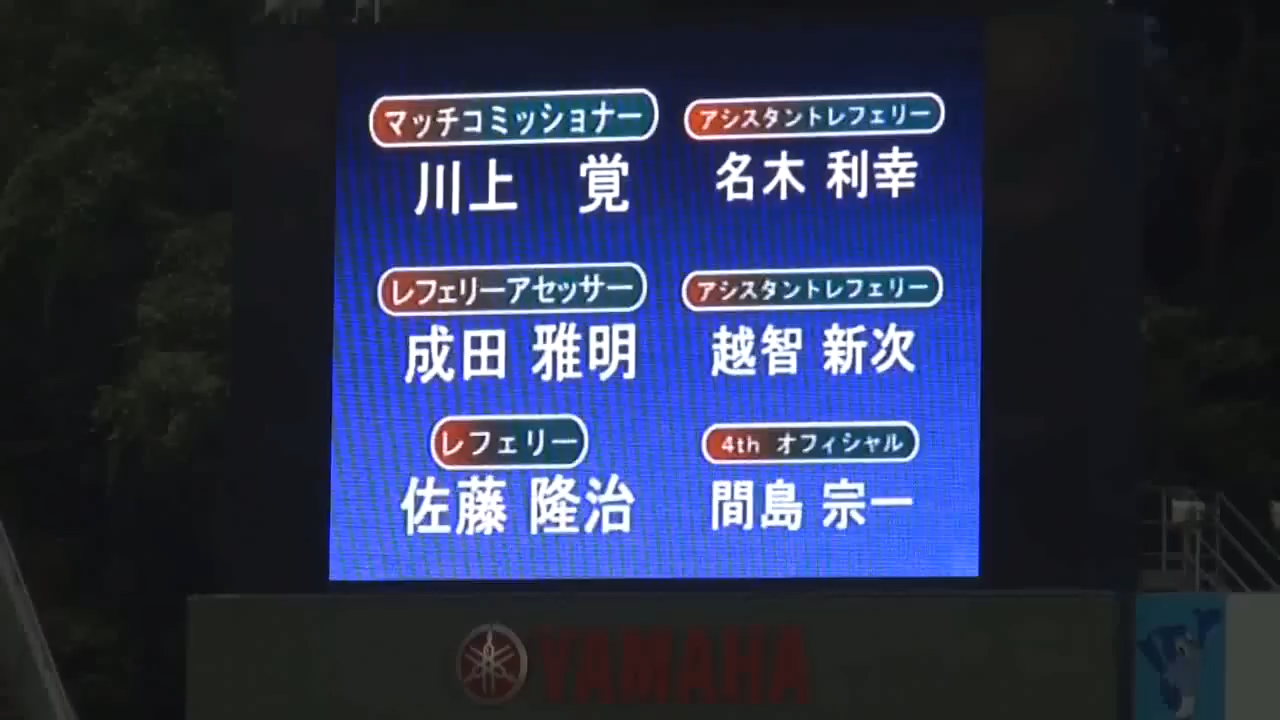 マッチコミッショナー
川上 覚
レフェリーアセッサー
成田 雅明
レフェリー
佐藤 隆治
アシスタントレフェリー
名木 利幸
アシスタントレフェリー
越智 新次
4th オフィシャル
間島 宗一
YAMAHA